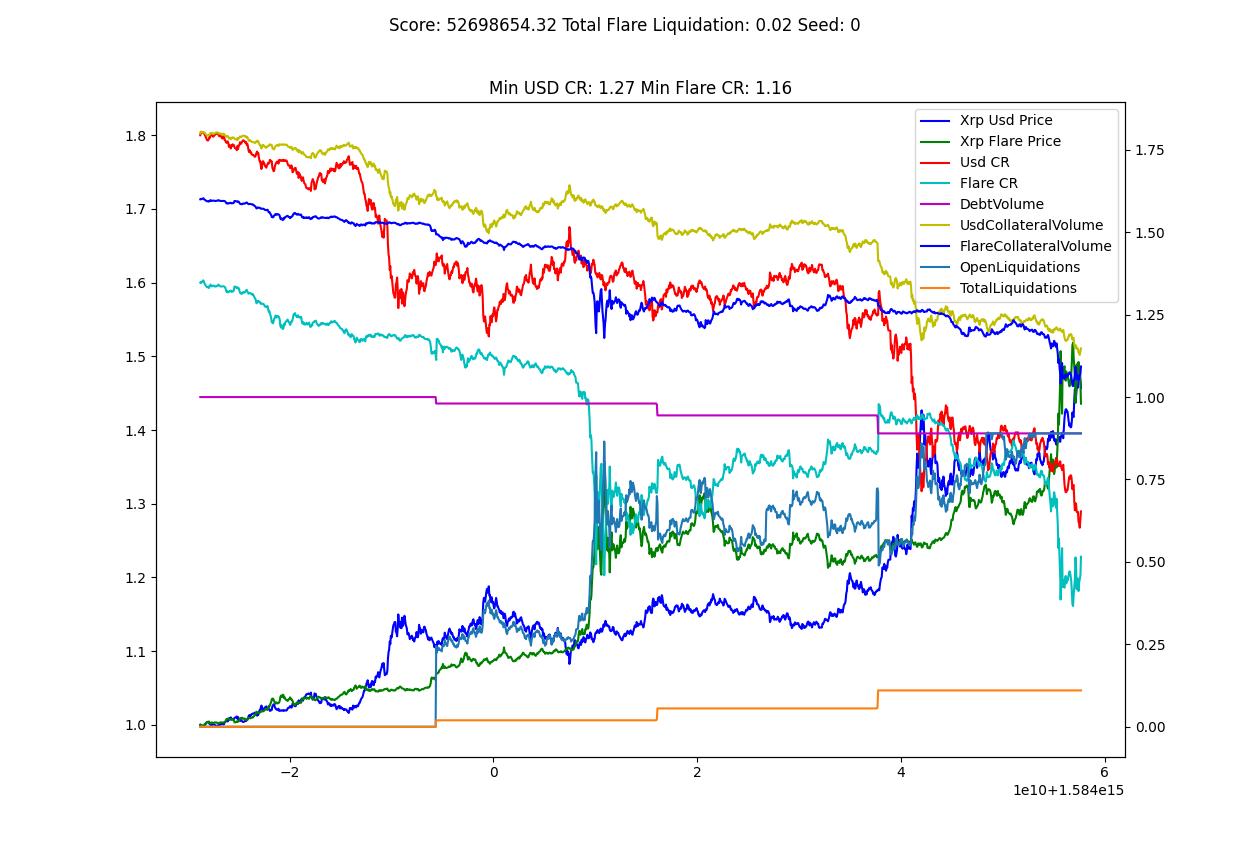 Score: 52698654.32 Total Flare Liquidation: 0.02 Seed: 0
Min USD CR: 1.27 Min Flare CR: 1.16
Xrp Usd Price
Xrp Flare Price
Usd CR
Flare CR
DebtVolume
UsdCollateralVolume
FlareCollateralVolume
OpenLiquidations
TotalLiquidations
1.8
1.7
1.6
1.5
1.4
1.3
1.2
1.1
1.0
1.75
1.50
1.25
1.00
0.75
0.50
0.25
0.00
−2
0
2
4
6
1e10+1.584e15